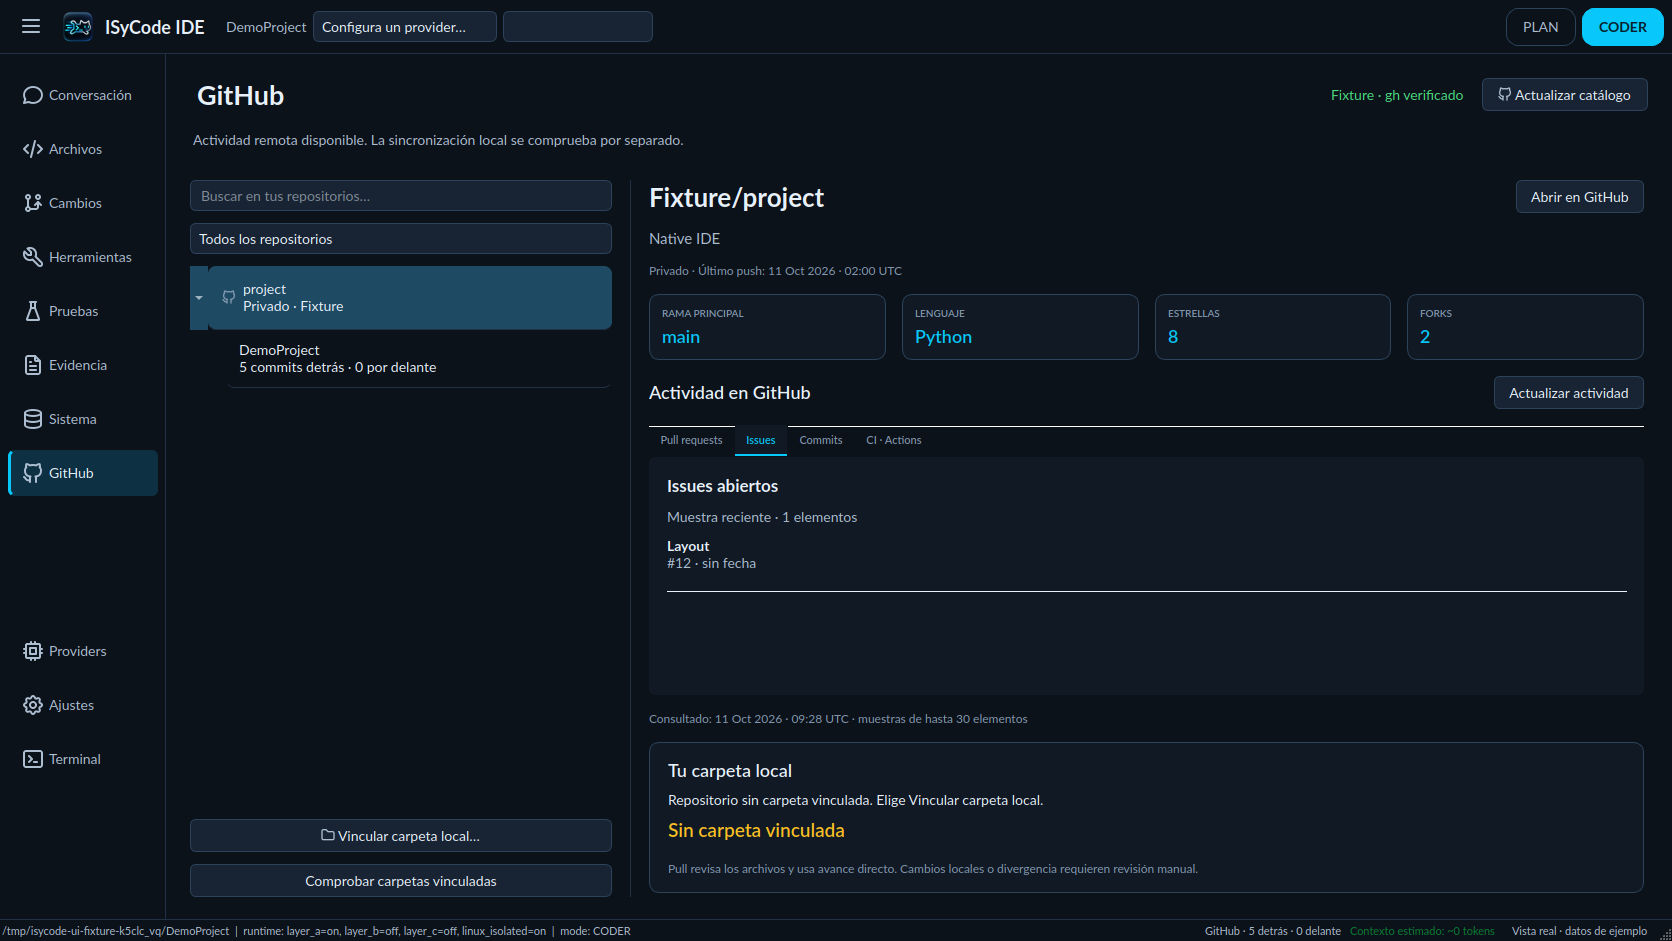 ISyCode IDE
DemoProject
Configura un provider...
PLAN
CODER
Conversación
Archivos
Cambios
Herramientas
Pruebas
Evidencia
Sistema
GitHub
Providers
Ajustes
Terminal
GitHub
Fixture · gh verificado
Actualizar catálogo
Actividad remota disponible. La sincronización local se comprueba por separado.
Buscar en tus repositorios...
Todos los repositorios
project
Privado · Fixture
DemoProject
5 commits detrás · 0 por delante
Vincular carpeta local...
Comprobar carpetas vinculadas
Fixture/project
Abrir en GitHub
Native IDE
Privado · Último push: 11 Oct 2026 · 02:00 UTC
RAMA PRINCIPAL
main
LENGUAJE
Python
ESTRELLAS
8
FORKS
2
Actividad en GitHub
Actualizar actividad
Pull requests
Issues
Commits
CI · Actions
Issues abiertos
Muestra reciente · 1 elementos
Layout
#12 · sin fecha
Consultado: 11 Oct 2026 · 09:28 UTC · muestras de hasta 30 elementos
Tu carpeta local
Repositorio sin carpeta vinculada. Elige Vincular carpeta local.
Sin carpeta vinculada
Pull revisa los archivos y usa avance directo. Cambios locales o divergencia requieren revisión manual.
/tmp/isycode-ui-fixture-k5clc_vq/DemoProject | runtime: layer_a=on, layer_b=off, layer_c=off, linux_isolated=on | mode: CODER
GitHub · 5 detrás · 0 delante
Contexto estimado: ~0 tokens
Vista real · datos de ejemplo